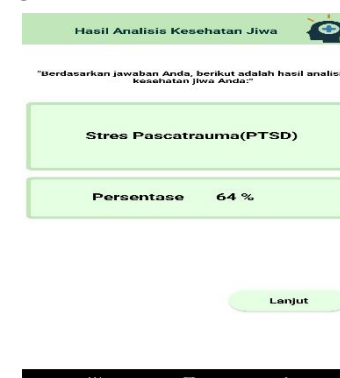 Hasil Analisis Kesehatan Jiwa
"Berdasarkan jawaban Anda, berikut adalah hasil analisis
kesehatan jiwa Anda:"
Stres Pascatrauma(PTSD)
Persentase 64 %
Lanjut